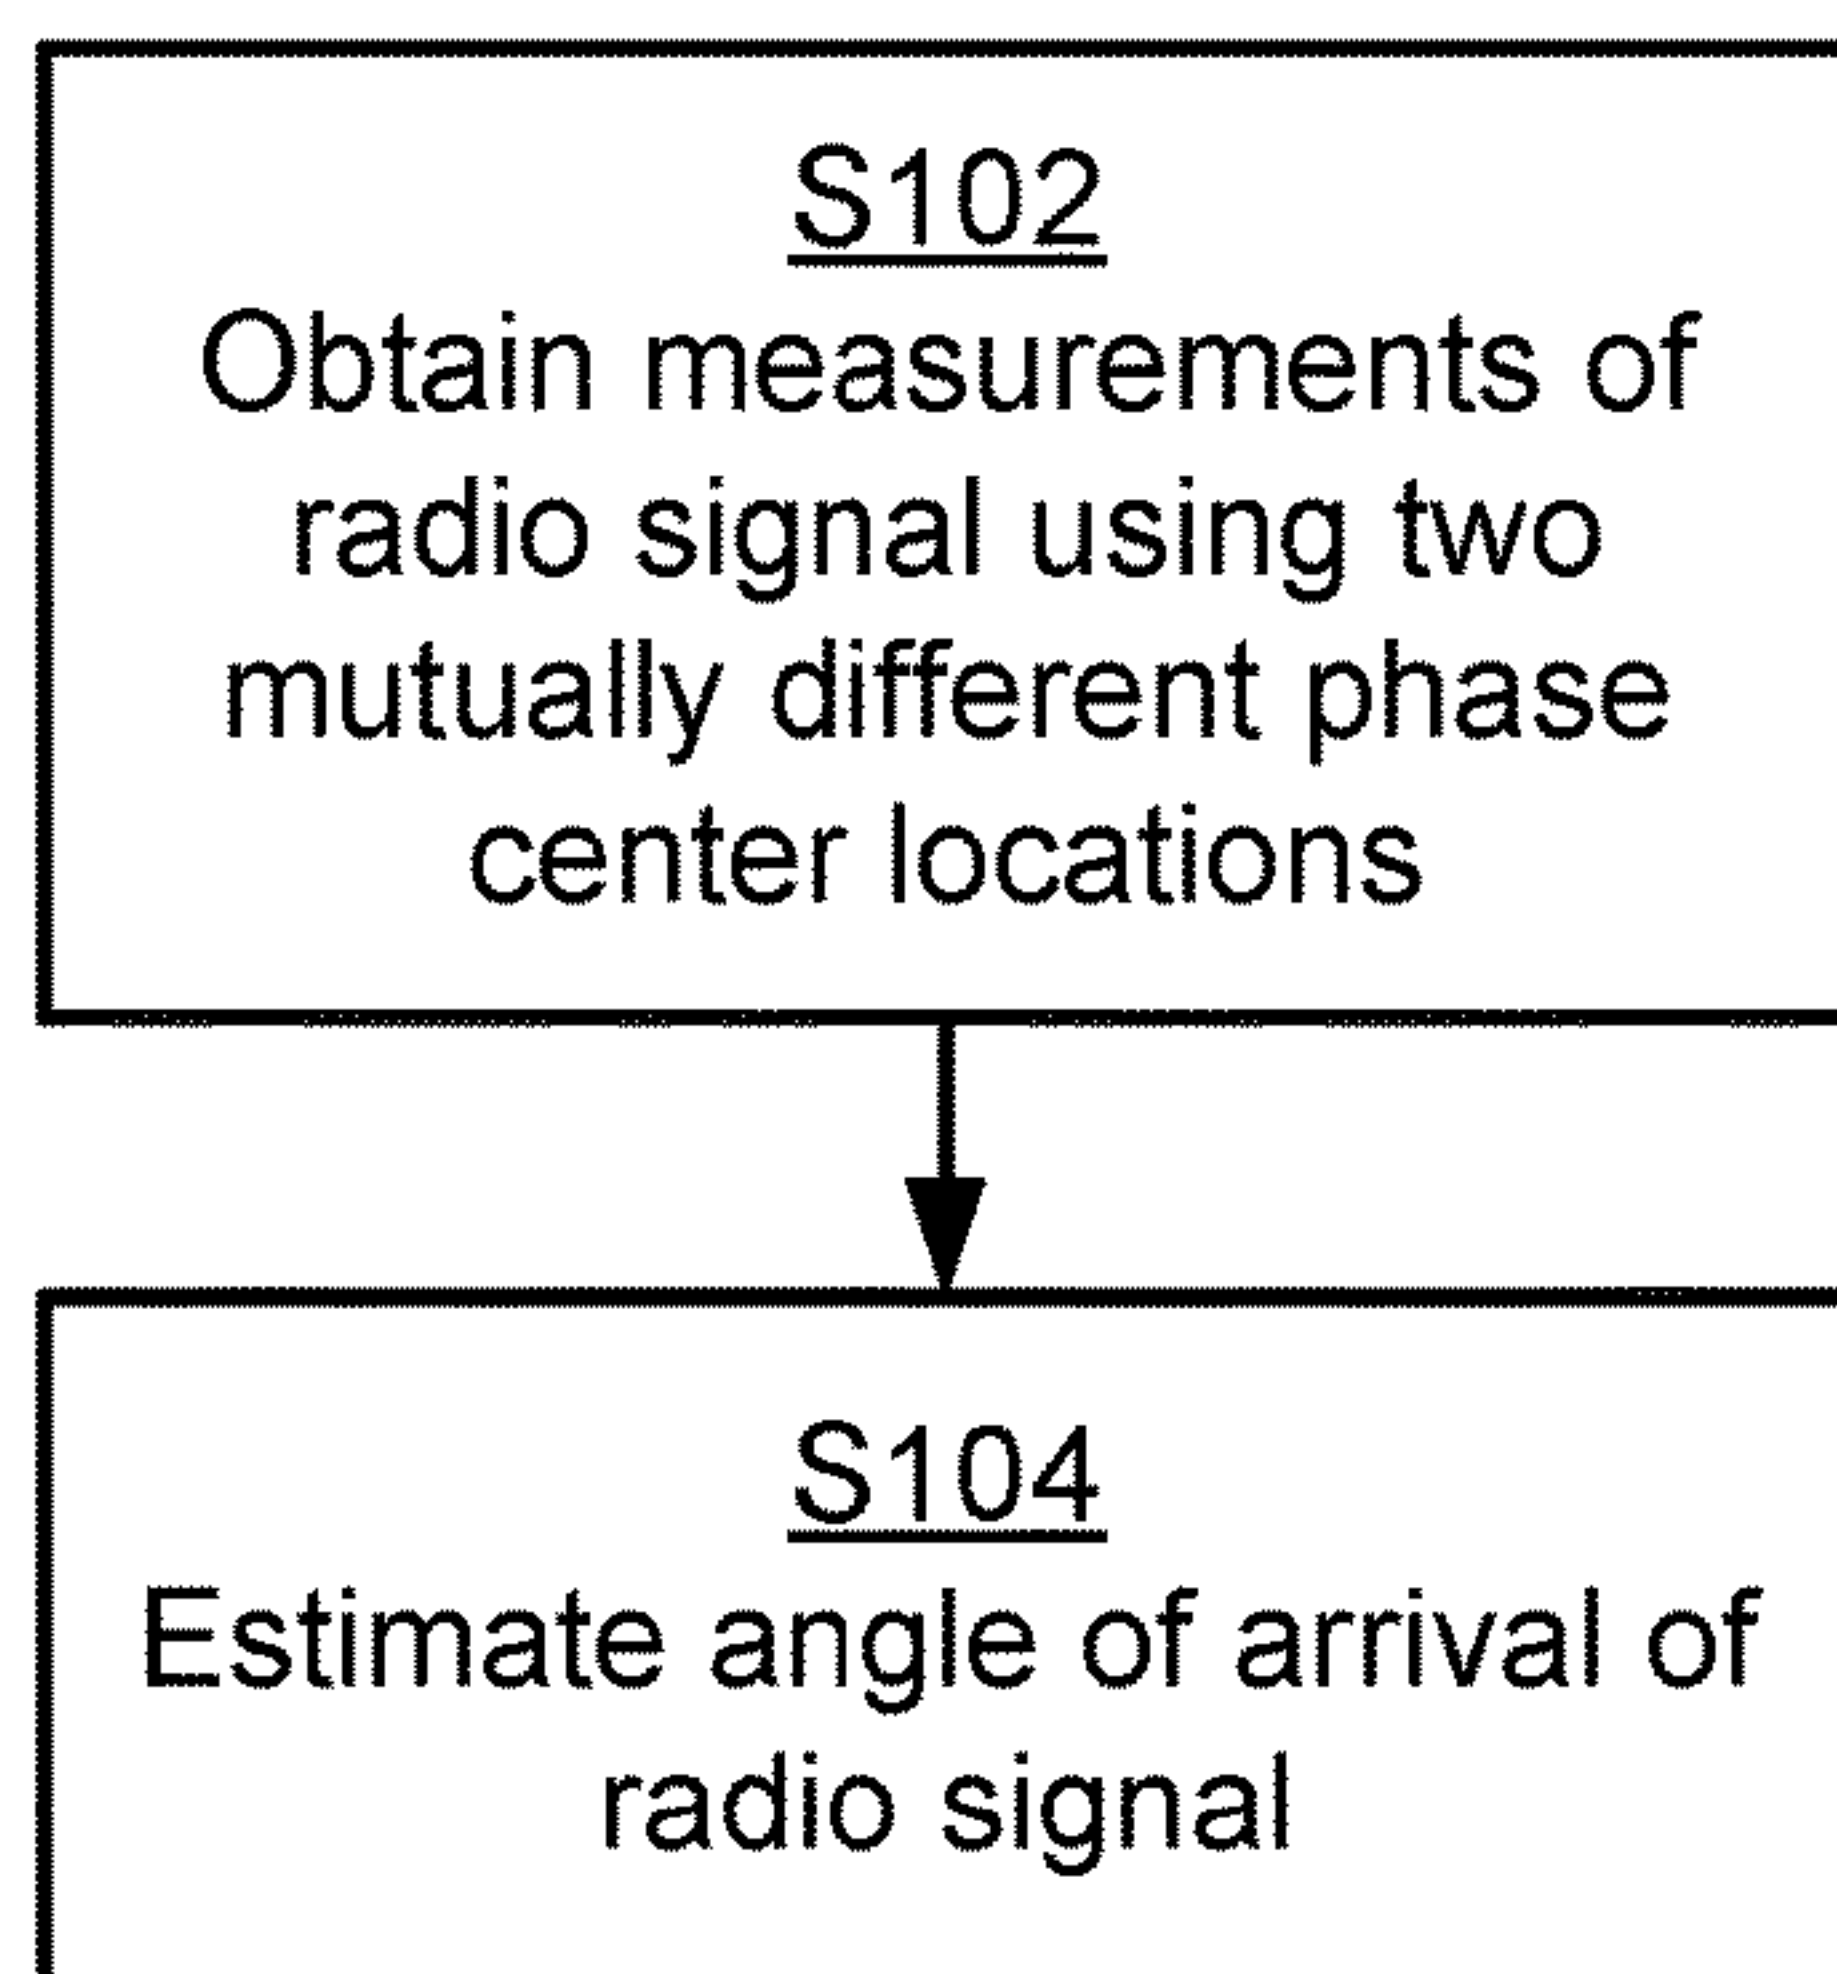 S102
Obtain measurements of
radio signal using two
mutually different phase
center locations
S104
Estimate angle of arrival of
radio signal